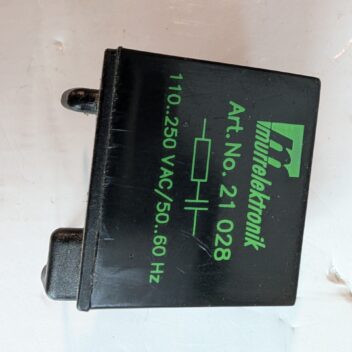 murrelektronik
Art. No. 21 028
110..250 VAC/50..60 Hz